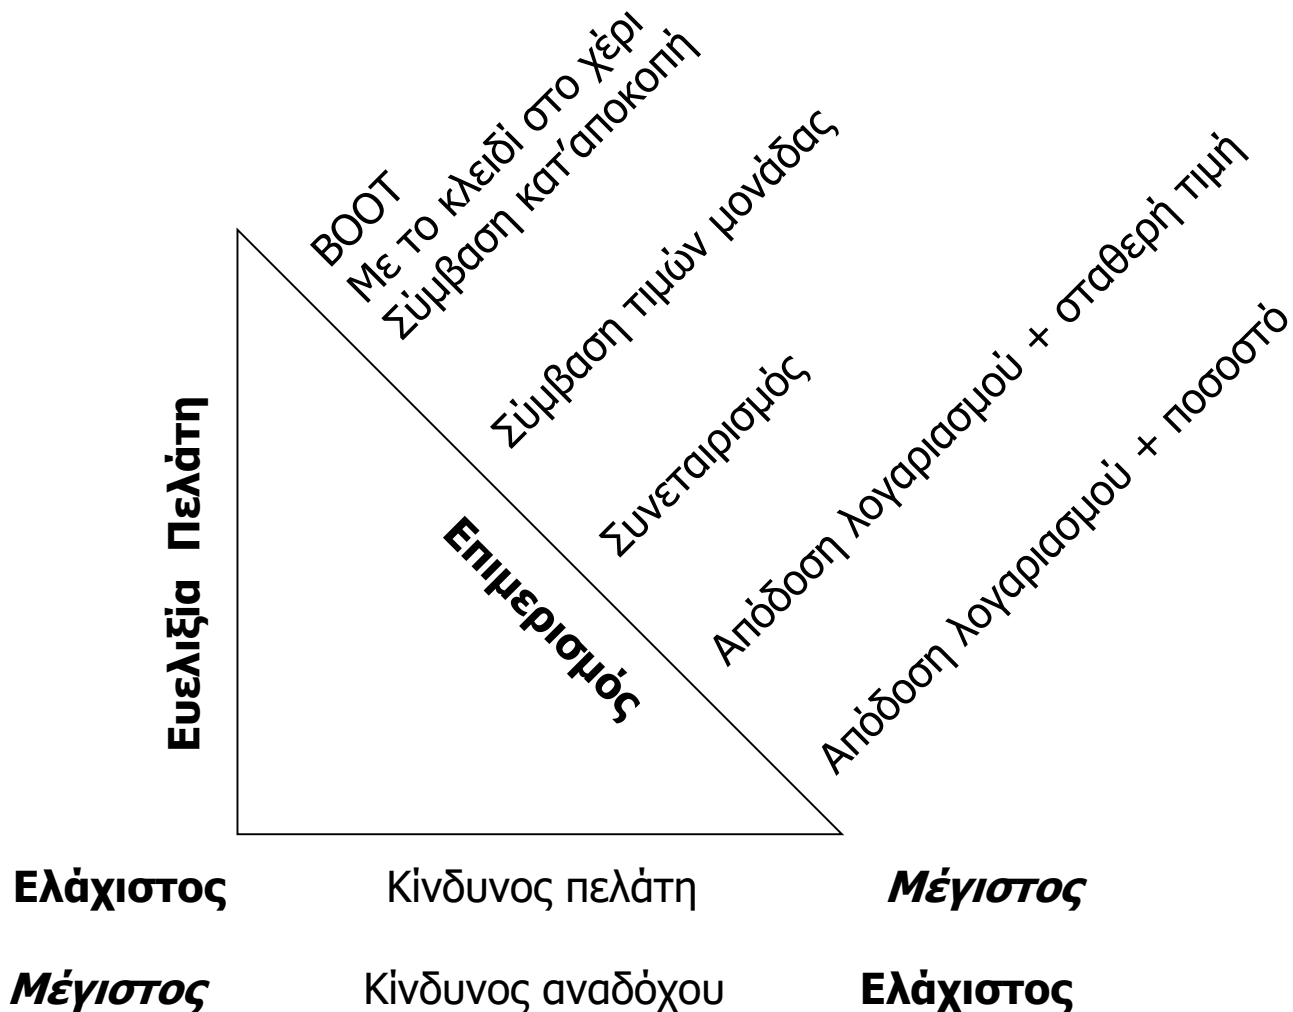 BOOT
Με το κλειδί στο χέρι
Σύμβαση κατ'αποκοπή
Σύμβαση τιμών μονάδας
Συνεταιρισμός
Απόδοση λογαριασμού + σταθερή τιμή
Απόδοση λογαριασμού + ποσοστό
Ευελιξία Πελάτη
Επιμερισμός
Ελάχιστος Κίνδυνος πελάτη Μέγιστος
Μέγιστος Κίνδυνος αναδόχου Ελάχιστος